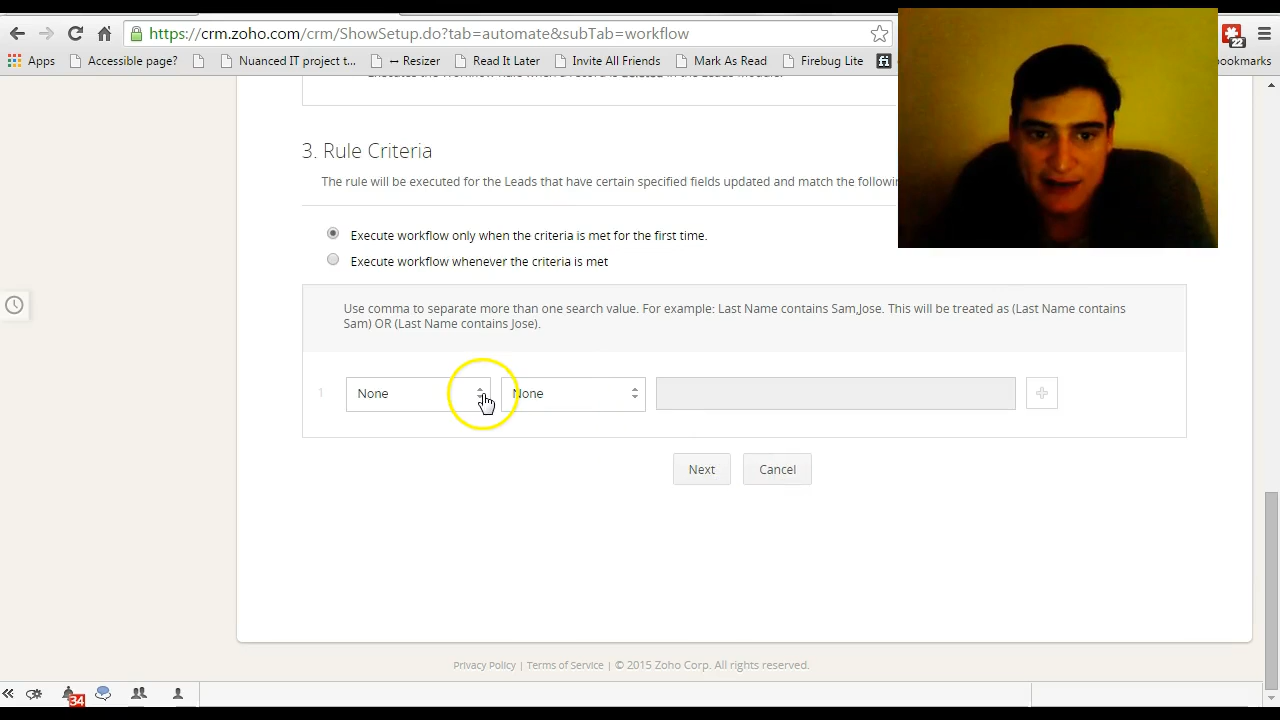 https://crm.zoho.com/crm/ShowSetup.do?tab=automate&subTab=workflow
22
Apps
Accessible page?
Nuanced IT project t...
↔ Resizer
Read It Later
Invite All Friends
Mark As Read
Firebug Lite
fi
ookmarks
3. Rule Criteria
The rule will be executed for the Leads that have certain specified fields updated and match the
Execute workflow only when the criteria is met for the first time.
Execute workflow whenever the criteria is met
Use comma to separate more than one search value. For example: Last Name contains Sam,Jose. This will be treated as (Last Name contains
Sam) OR (Last Name contains Jose).
1
None
None
Next
Cancel
Privacy Policy | Terms of Service | © 2015 Zoho Corp. All rights reserved.
34